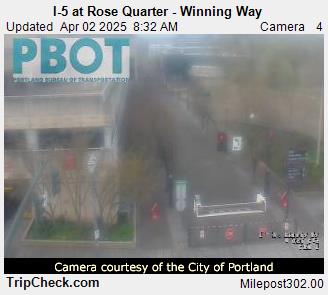 I-5 at Rose Quarter - Winning Way
Updated Apr 02 2025 8:32 AM Camera 4
PBOT
PORTLAND BUREAU OF TRANSPORTATION
Camera courtesy of the City of Portland
TripCheck.com Milepost302.00